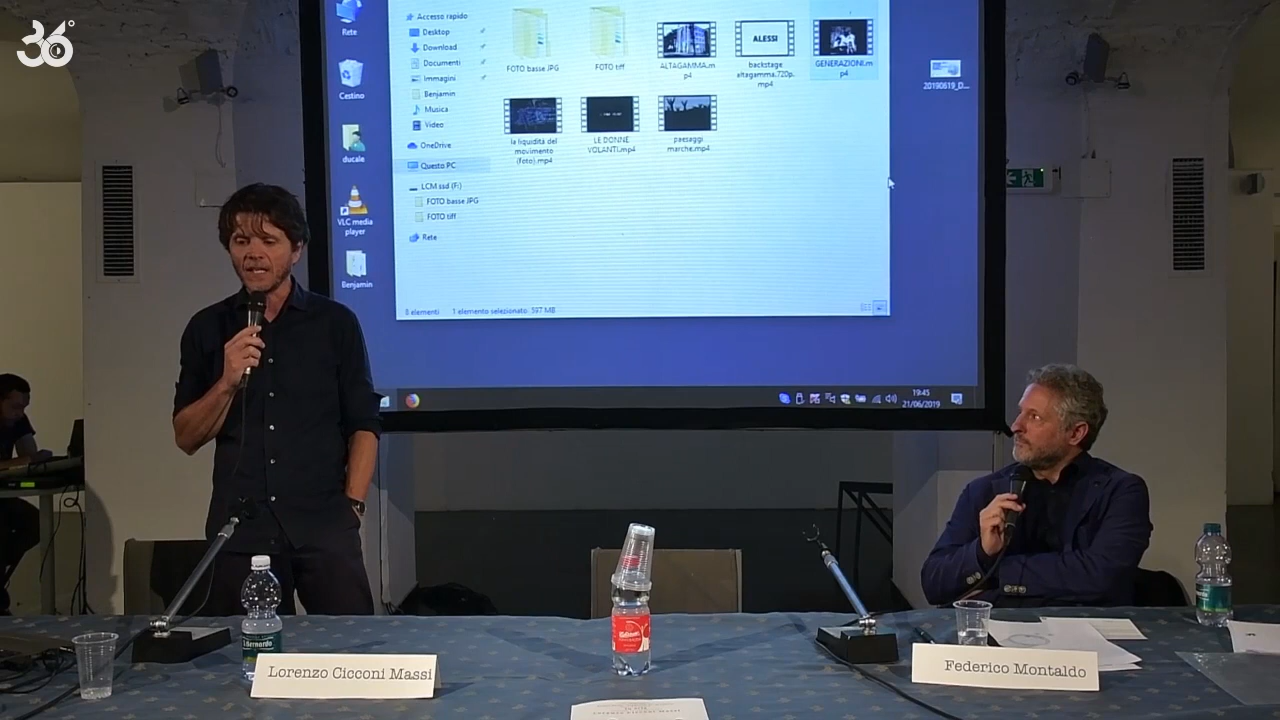 36°
Rete
Cestino
ducale
VLC media
player
Benjamin
Accesso rapido
Desktop
Download
Documenti
Immagini
Benjamin
Musica
Video
OneDrive
Questo PC
LCM ssd (F:)
FOTO basse JPG
FOTO tiff
Rete
FOTO basse JPG
FOTO tiff
ALTAGAMMA.m
p4
ALESSI
backstage
altagamma.720p.
mp4
GENERAZIONI.m
p4
la liquidità del
movimento
(foto).mp4
LE DONNE
VOLANTI.mp4
paesaggi
marche.mp4
8 elementi
1 elemento selezionato 597 MB
20190619_D...
19:45
21/06/2019
Lorenzo Cicconi Massi
Federico Montaldo